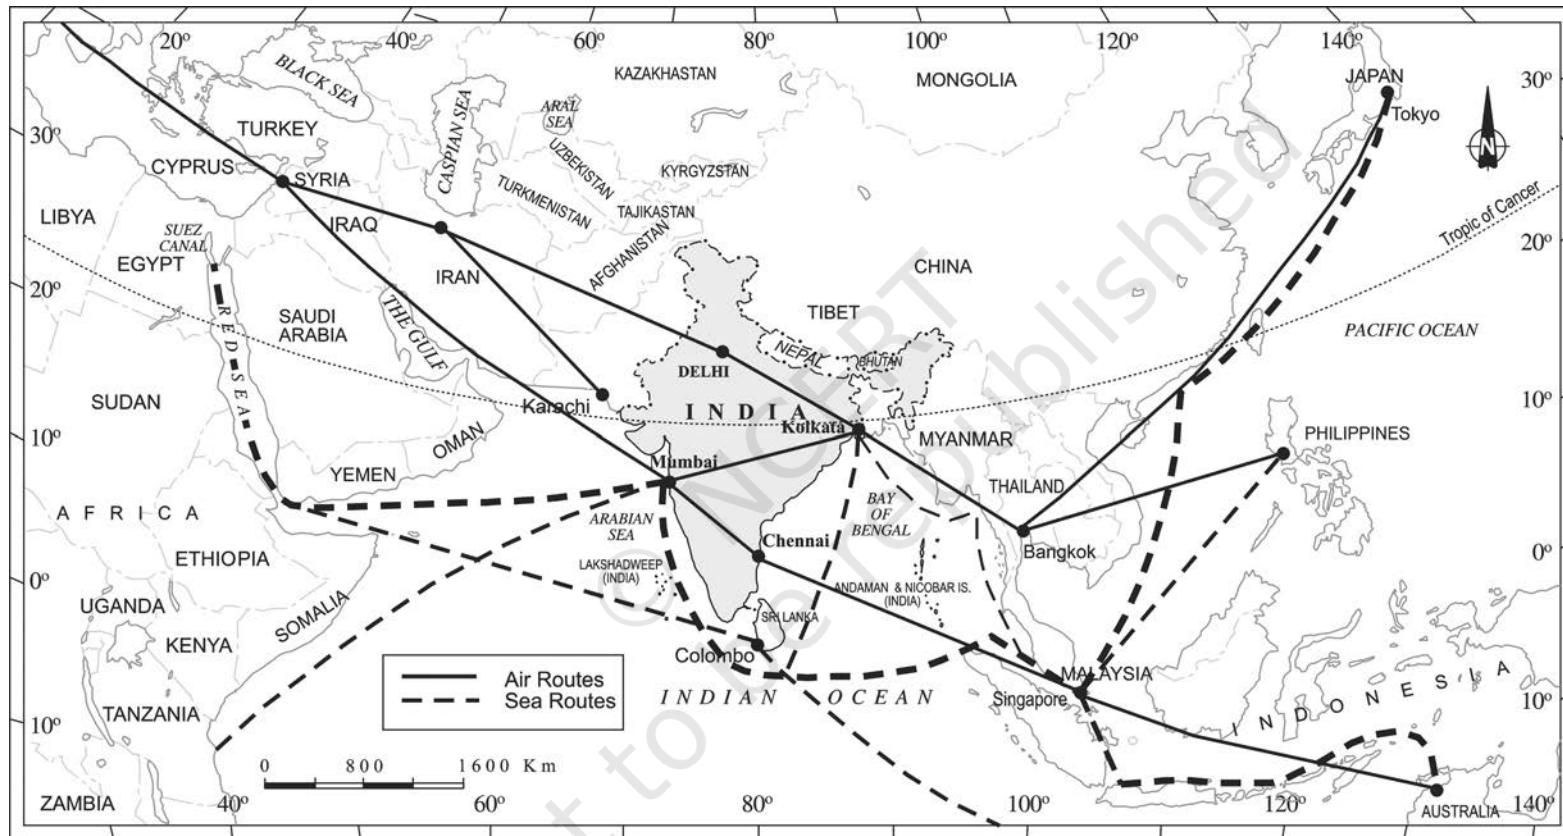 20° 40° 60° 80° 100° 120° 140°
BLACK SEA
KAZAKHASTAN
MONGOLIA
JAPAN
30°
ARAL
SEA
CASPIAN SEA
Tokyo
N
TURKEY
30°
UZBEKISTAN
CYPRUS
SYRIA
KYRGYZSTAN
TURKMENISTAN
TAJIKASTAN
Tropic of Cancer
LIBYA
IRAQ
SUEZ
CANAL
AFGHANISTAN
20°
EGYPT
IRAN
CHINA
20°
THE GULF
SAUDI
ARABIA
TIBET
PACIFIC OCEAN
RED SEA
NEPAL
BHUTAN
DELHI
SUDAN
Karachi
INDIA
10°
Kolkata
10°
OMAN
MYANMAR
PHILIPPINES
YEMEN
Mumbai
THAILAND
AFRICA
ARABIAN
SEA
BAY
OF
BENGAL
Chennai
Bangkok
0°
ETHIOPIA
LAKSHADWEEP
(INDIA)
ANDAMAN & NICOBAR IS.
(INDIA)
0°
UGANDA
SOMALIA
SRI LANKA
KENYA
Colombo
MALAYSIA
INDONESIA
Air Routes
Singapore
INDIAN OCEAN
10°
Sea Routes
TANZANIA
10°
0 800 1600 Km
ZAMBIA
40° 60° 80° 100° 120° 140°
AUSTRALIA
© NCERT
not to be republished